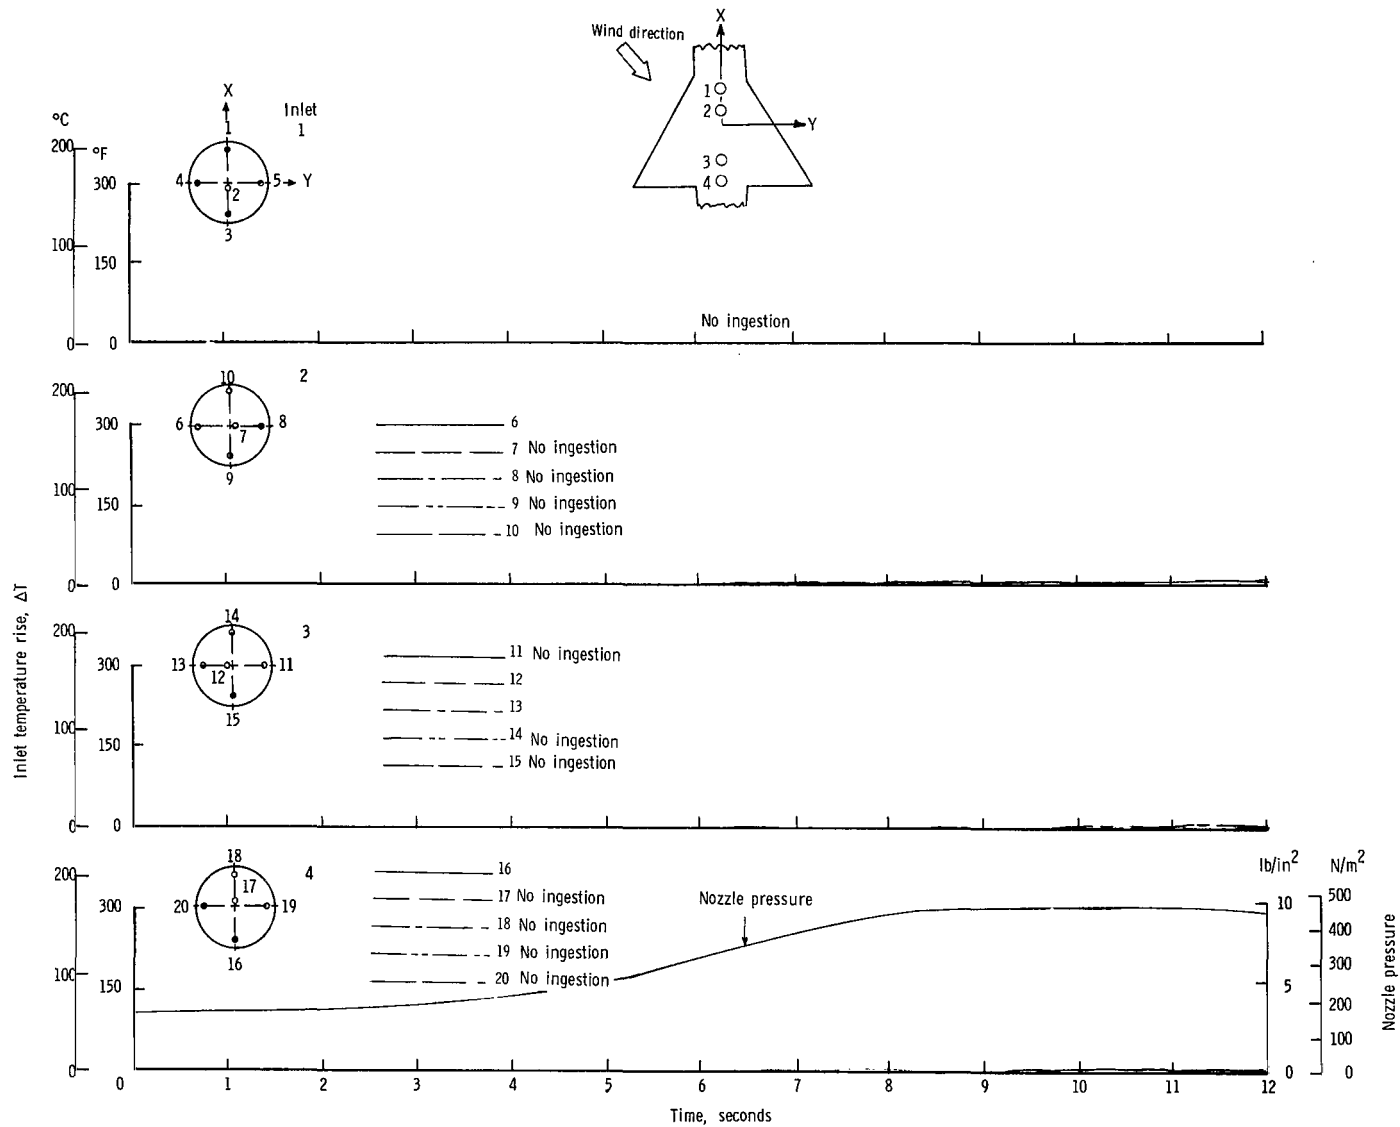 Wind direction
X
1
2
Y
3
4
X
Inlet
1
°C
1
200
°F
300
4
5
Y
2
3
100
150
No ingestion
0
0
10
2
200
300
6
8
7
9
6
7 No ingestion
8 No ingestion
9 No ingestion
10 No ingestion
100
150
0
0
Inlet temperature rise, ΔT
14
3
200
300
13
11
12
15
11 No ingestion
12
13
14 No ingestion
15 No ingestion
100
150
0
0
18
4
200
300
17
20
19
16
16
17 No ingestion
18 No ingestion
19 No ingestion
20 No ingestion
Nozzle pressure
100
150
0
lb/in²
N/m²
10
5
0
500
400
300
200
100
0
Nozzle pressure
0 1 2 3 4 5 6 7 8 9 10 11 12
Time, seconds